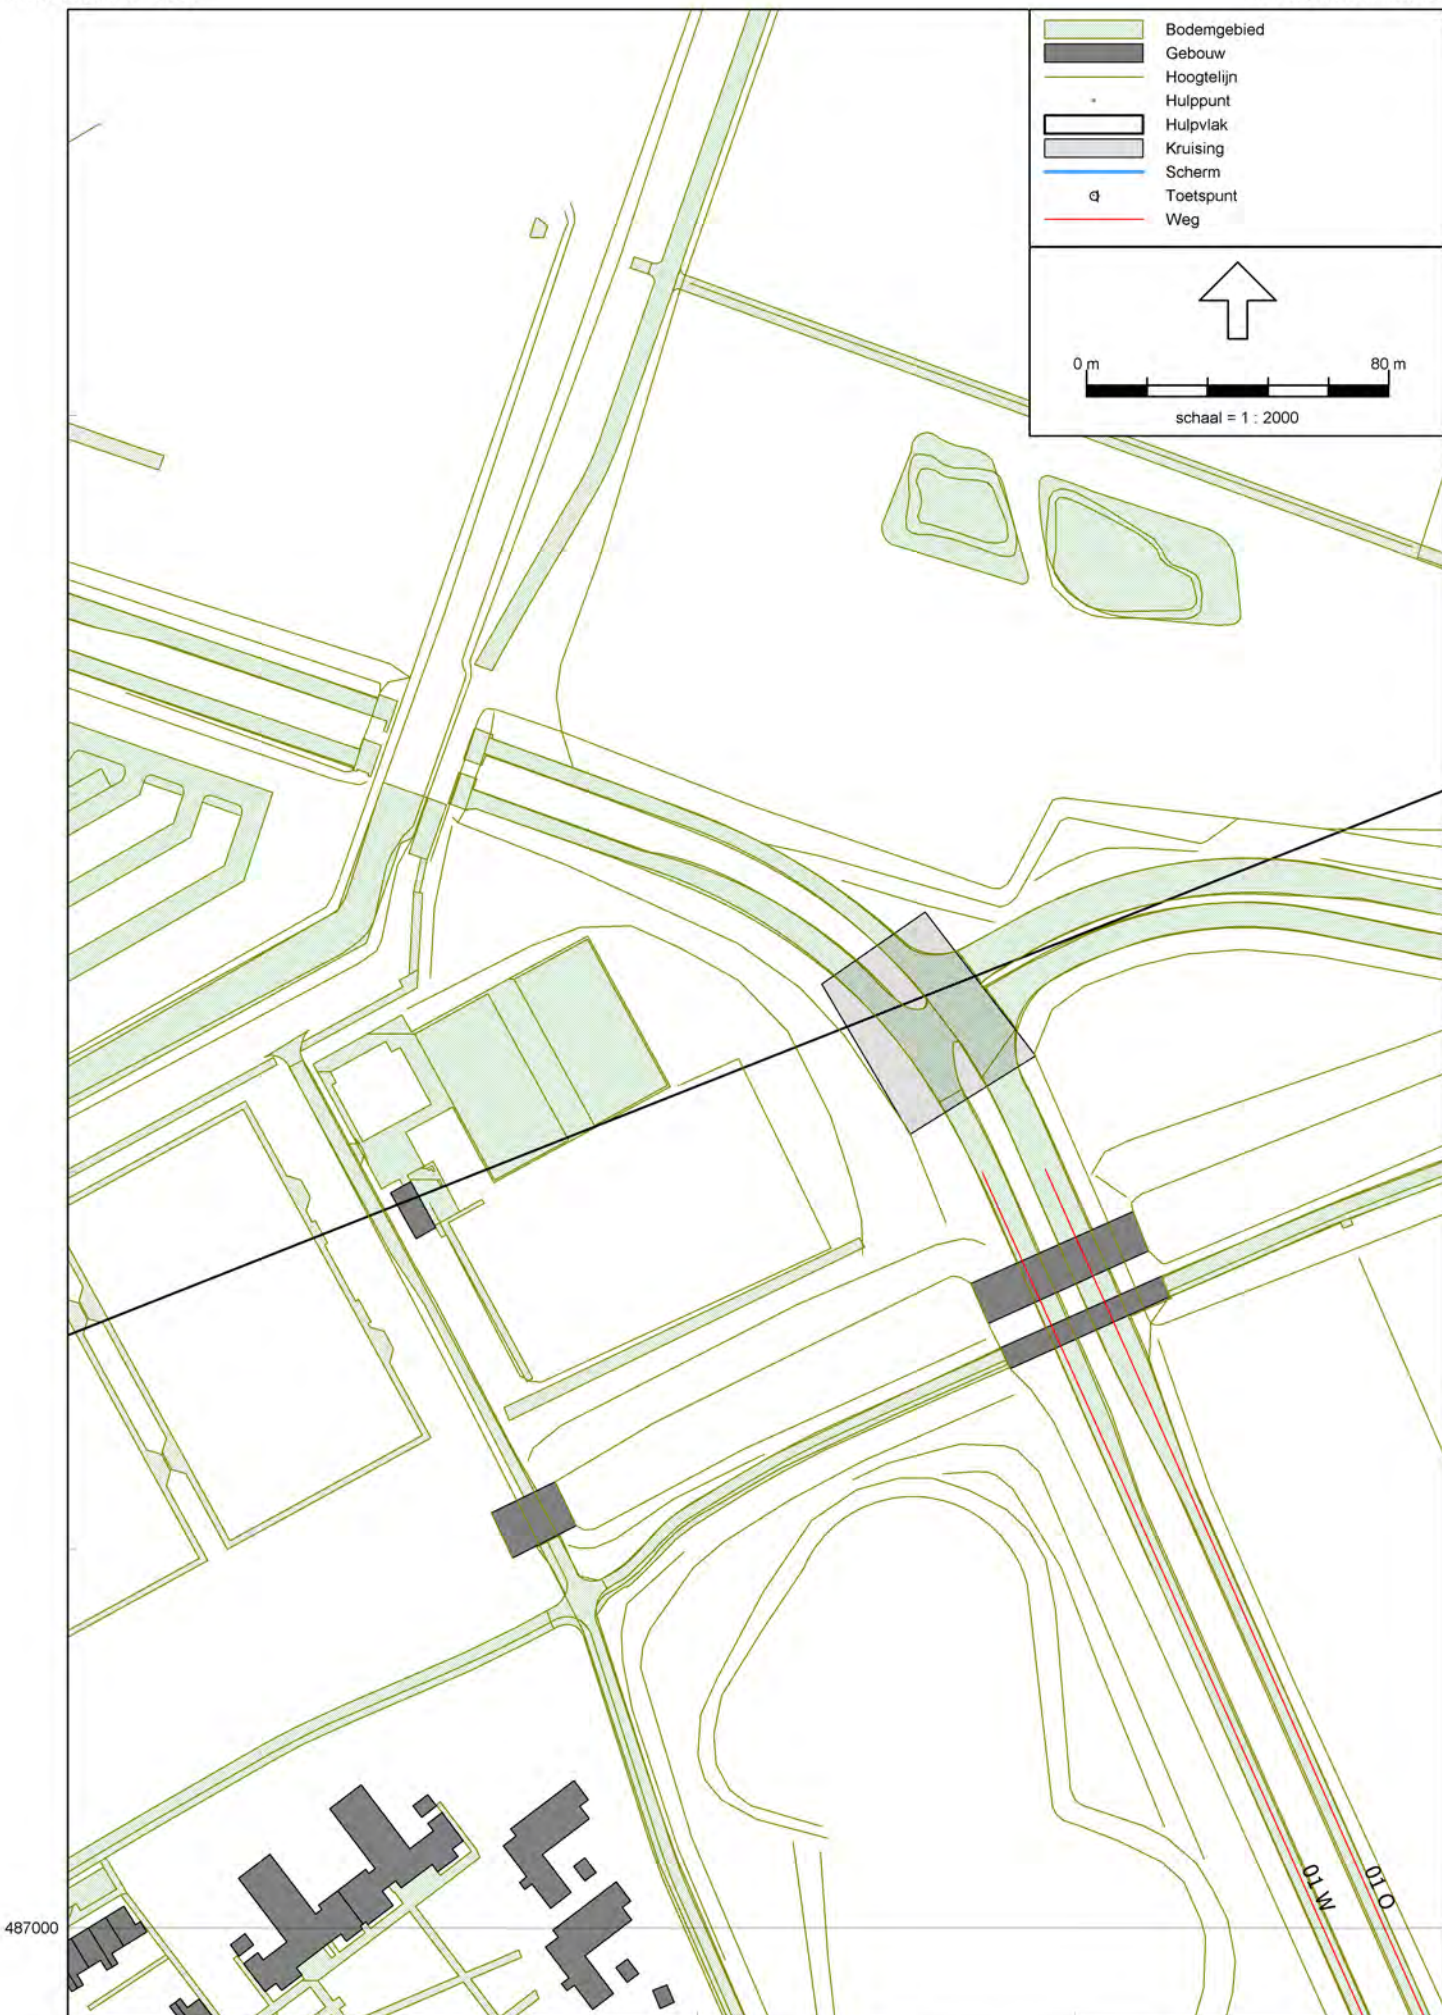 Bodemgebied
Gebouw
Hoogtelijn
Hulppunt
Hulpvlak
Kruising
Scherm
Toetspunt
Weg
0 m 80 m
schaal = 1 : 2000
01 W
01 O
487000